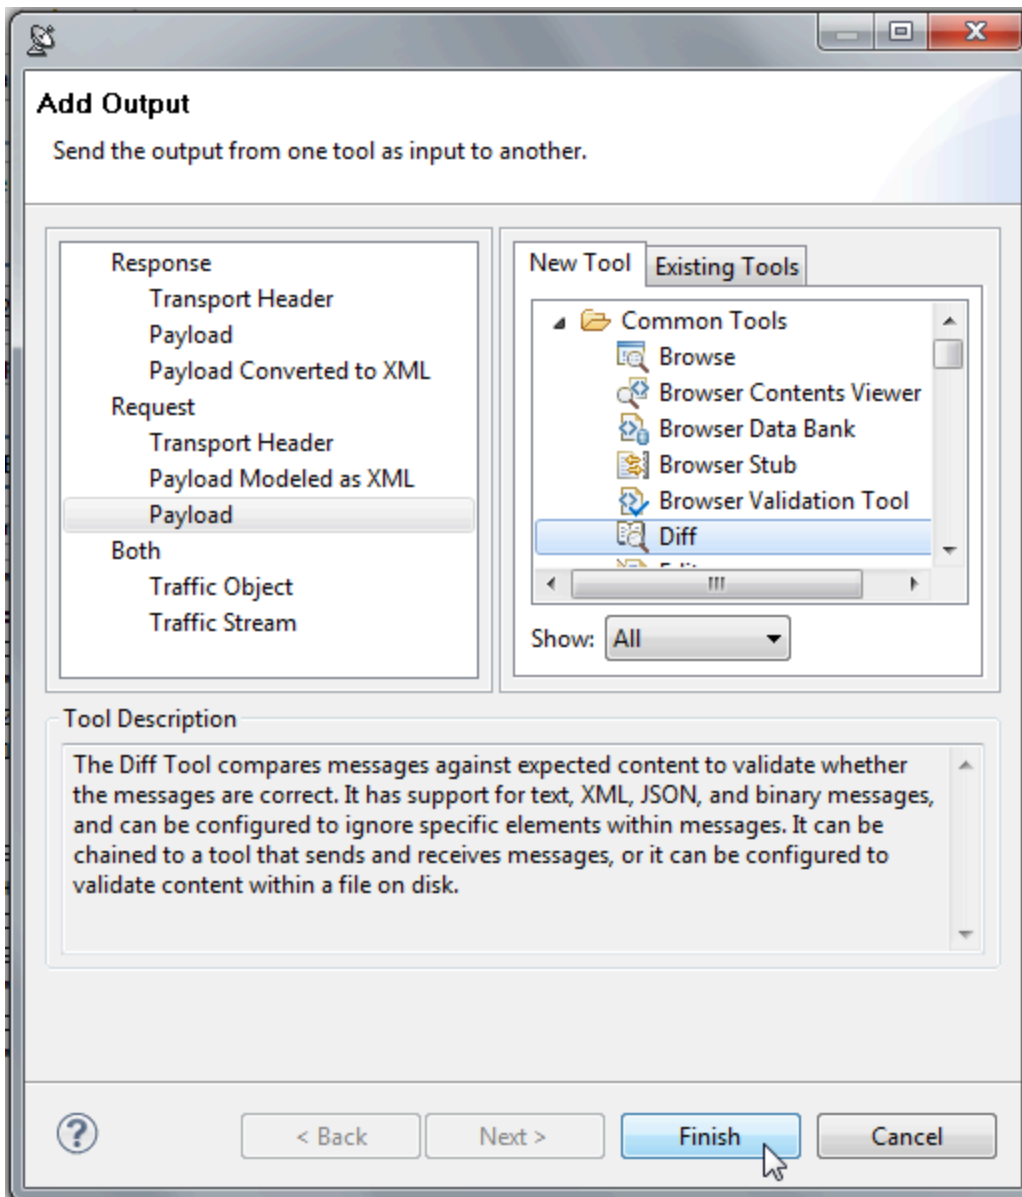 Add Output
Send the output from one tool as input to another.
Response
Transport Header
Payload
Payload Converted to XML
Request
Transport Header
Payload Modeled as XML
Payload
Both
Traffic Object
Traffic Stream
New Tool
Existing Tools
Common Tools
Browse
Browser Contents Viewer
Browser Data Bank
Browser Stub
Browser Validation Tool
Diff
Show:
All
Tool Description
The Diff Tool compares messages against expected content to validate whether
the messages are correct. It has support for text, XML, JSON, and binary messages,
and can be configured to ignore specific elements within messages. It can be
chained to a tool that sends and receives messages, or it can be configured to
validate content within a file on disk.
< Back
Next >
Finish
Cancel